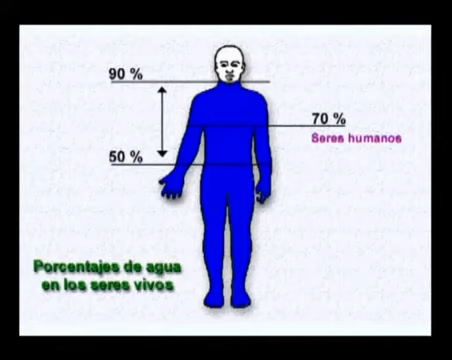 90 %
70 %
Seres humanos
50 %
Porcentajes de agua
en los seres vivos